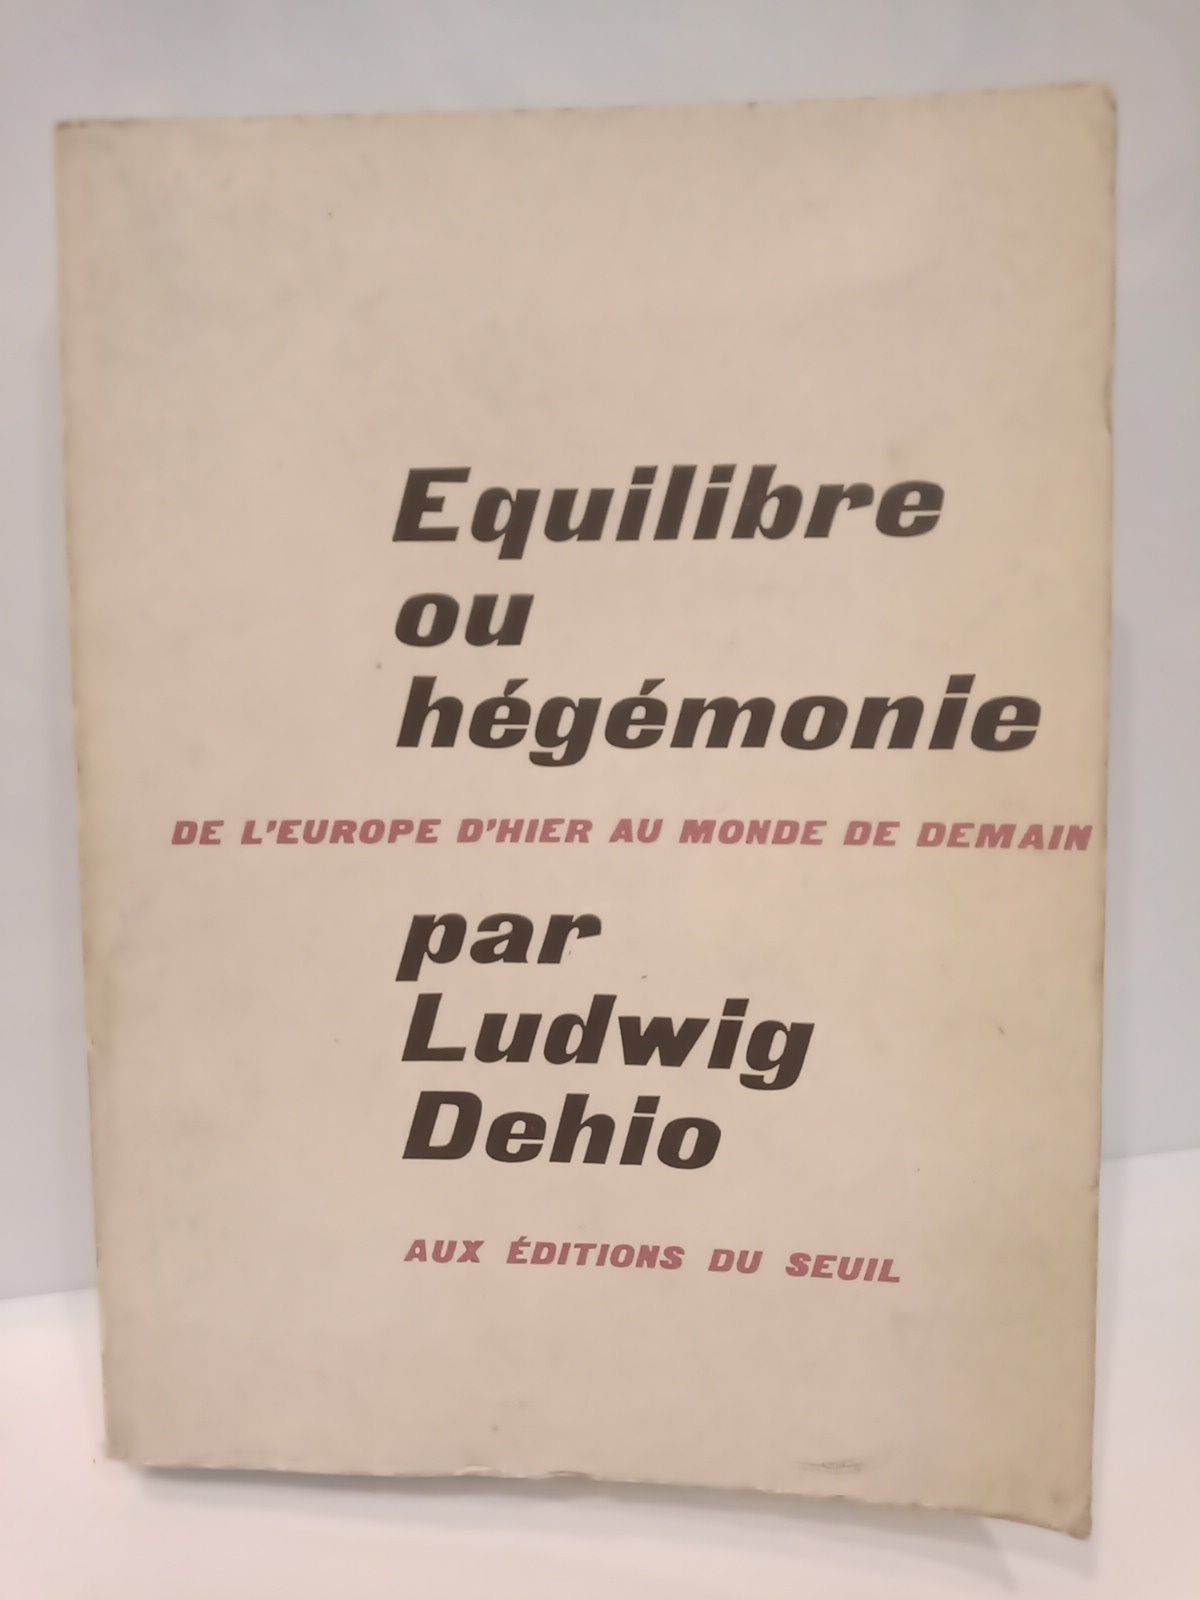 Equilibre
ou
hégémonie
DE L'EUROPE D'HIER AU MONDE DE DEMAIN
par
Ludwig
Dehio
AUX ÉDITIONS DU SEUIL